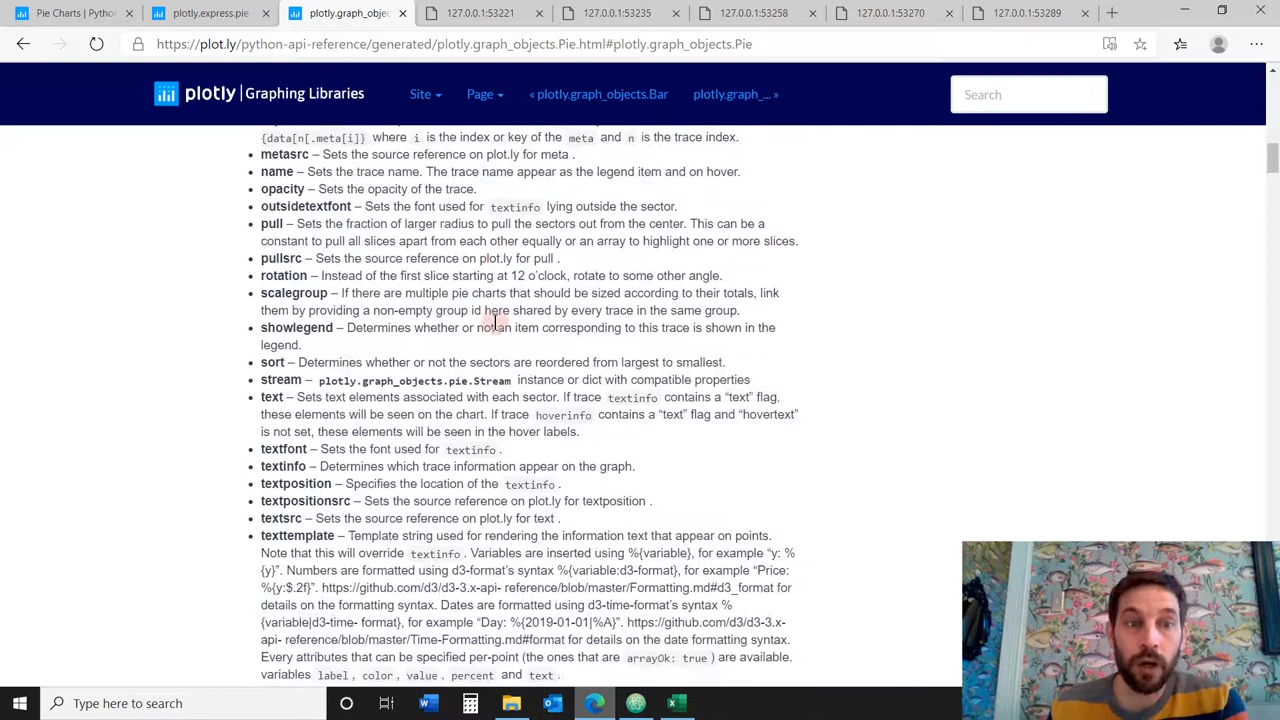 Pie Charts | Python
plotly.express.pie
plotly.graph_objec
127.0.0.1:53221
127.0.0.1:53235
127.0.0.1:53258
127.0.0.1:53270
127.0.0.1:53289
https://plot.ly/python-api-reference/generated/plotly.graph_objects.Pie.html#plotly.graph_objects.Pie
plotly | Graphing Libraries
Site
Page
« plotly.graph_objects.Bar
plotly.graph_... »
Search
{data[n[.meta[i]} where i is the index or key of the meta and n is the trace index.
metasrc – Sets the source reference on plot.ly for meta .
name – Sets the trace name. The trace name appear as the legend item and on hover.
opacity – Sets the opacity of the trace.
outsidetextfont – Sets the font used for textinfo lying outside the sector.
pull – Sets the fraction of larger radius to pull the sectors out from the center. This can be a
constant to pull all slices apart from each other equally or an array to highlight one or more slices.
pullsrc – Sets the source reference on plot.ly for pull .
rotation – Instead of the first slice starting at 12 o'clock, rotate to some other angle.
scalegroup – If there are multiple pie charts that should be sized according to their totals, link
them by providing a non-empty group id here shared by every trace in the same group.
showlegend – Determines whether or not an item corresponding to this trace is shown in the
legend.
sort – Determines whether or not the sectors are reordered from largest to smallest.
stream – plotly.graph_objects.pie.Stream instance or dict with compatible properties
text – Sets text elements associated with each sector. If trace textinfo contains a “text” flag,
these elements will be seen on the chart. If trace hoverinfo contains a “text” flag and “hovertext”
is not set, these elements will be seen in the hover labels.
textfont – Sets the font used for textinfo .
textinfo – Determines which trace information appear on the graph.
textposition – Specifies the location of the textinfo .
textpositionsrc – Sets the source reference on plot.ly for textposition .
textsrc – Sets the source reference on plot.ly for text .
texttemplate – Template string used for rendering the information text that appear on points.
Note that this will override textinfo . Variables are inserted using %{variable}, for example “y: %
{y}”. Numbers are formatted using d3-format’s syntax %{variable:d3-format}, for example “Price:
%{y:$.2f}”. https://github.com/d3/d3-3.x-api- reference/blob/master/Formatting.md#d3_format for
details on the formatting syntax. Dates are formatted using d3-time-format’s syntax %
{variable|d3-time- format}, for example “Day: %{2019-01-01|%A}”. https://github.com/d3/d3-3.x-
api- reference/blob/master/Time-Formatting.md#format for details on the date formatting syntax.
Every attributes that can be specified per-point (the ones that are arrayOk: true ) are available.
variables label , color , value , percent and text .
Type here to search